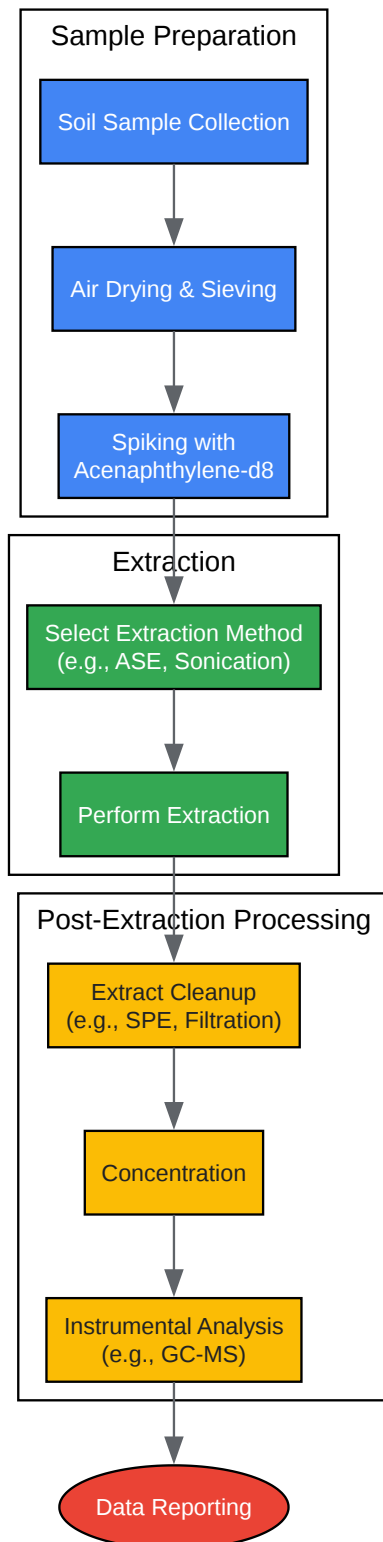 Sample Preparation
Soil Sample Collection
Air Drying & Sieving
Spiking with
Acenaphthylene-d8
Extraction
Select Extraction Method
(e.g., ASE, Sonication)
Perform Extraction
Post-Extraction Processing
Extract Cleanup
(e.g., SPE, Filtration)
Concentration
Instrumental Analysis
(e.g., GC-MS)
Data Reporting